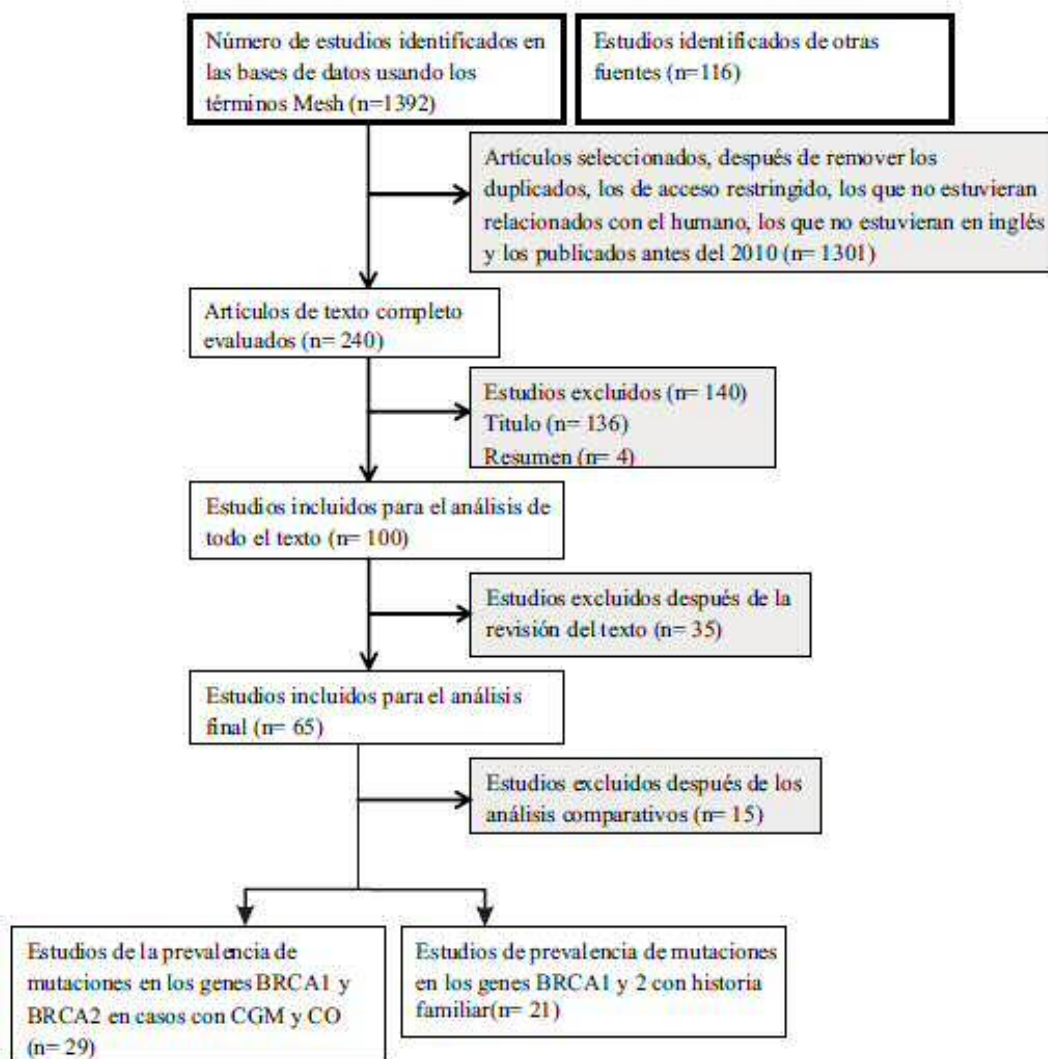 Número de estudios identificados en
las bases de datos usando los
términos Mesh (n=1392)
Estudios identificados de otras
fuentes (n=116)
Artículos seleccionados, después de remover los
duplicados, los de acceso restringido, los que no estuvieran
relacionados con el humano, los que no estuvieran en inglés
y los publicados antes del 2010 (n= 1301)
Artículos de texto completo
evaluados (n= 240)
Estudios excluidos (n= 140)
Titulo (n= 136)
Resumen (n= 4)
Estudios incluidos para el análisis de
todo el texto (n= 100)
Estudios excluidos después de la
revisión del texto (n= 35)
Estudios incluidos para el análisis
final (n= 65)
Estudios excluidos después de los
análisis comparativos (n= 15)
Estudios de la prevalencia de
mutaciones en los genes BRCA1 y
BRCA2 en casos con CGM y CO
(n= 29)
Estudios de prevalencia de mutaciones
en los genes BRCA1 y 2 con historia
familiar(n= 21)